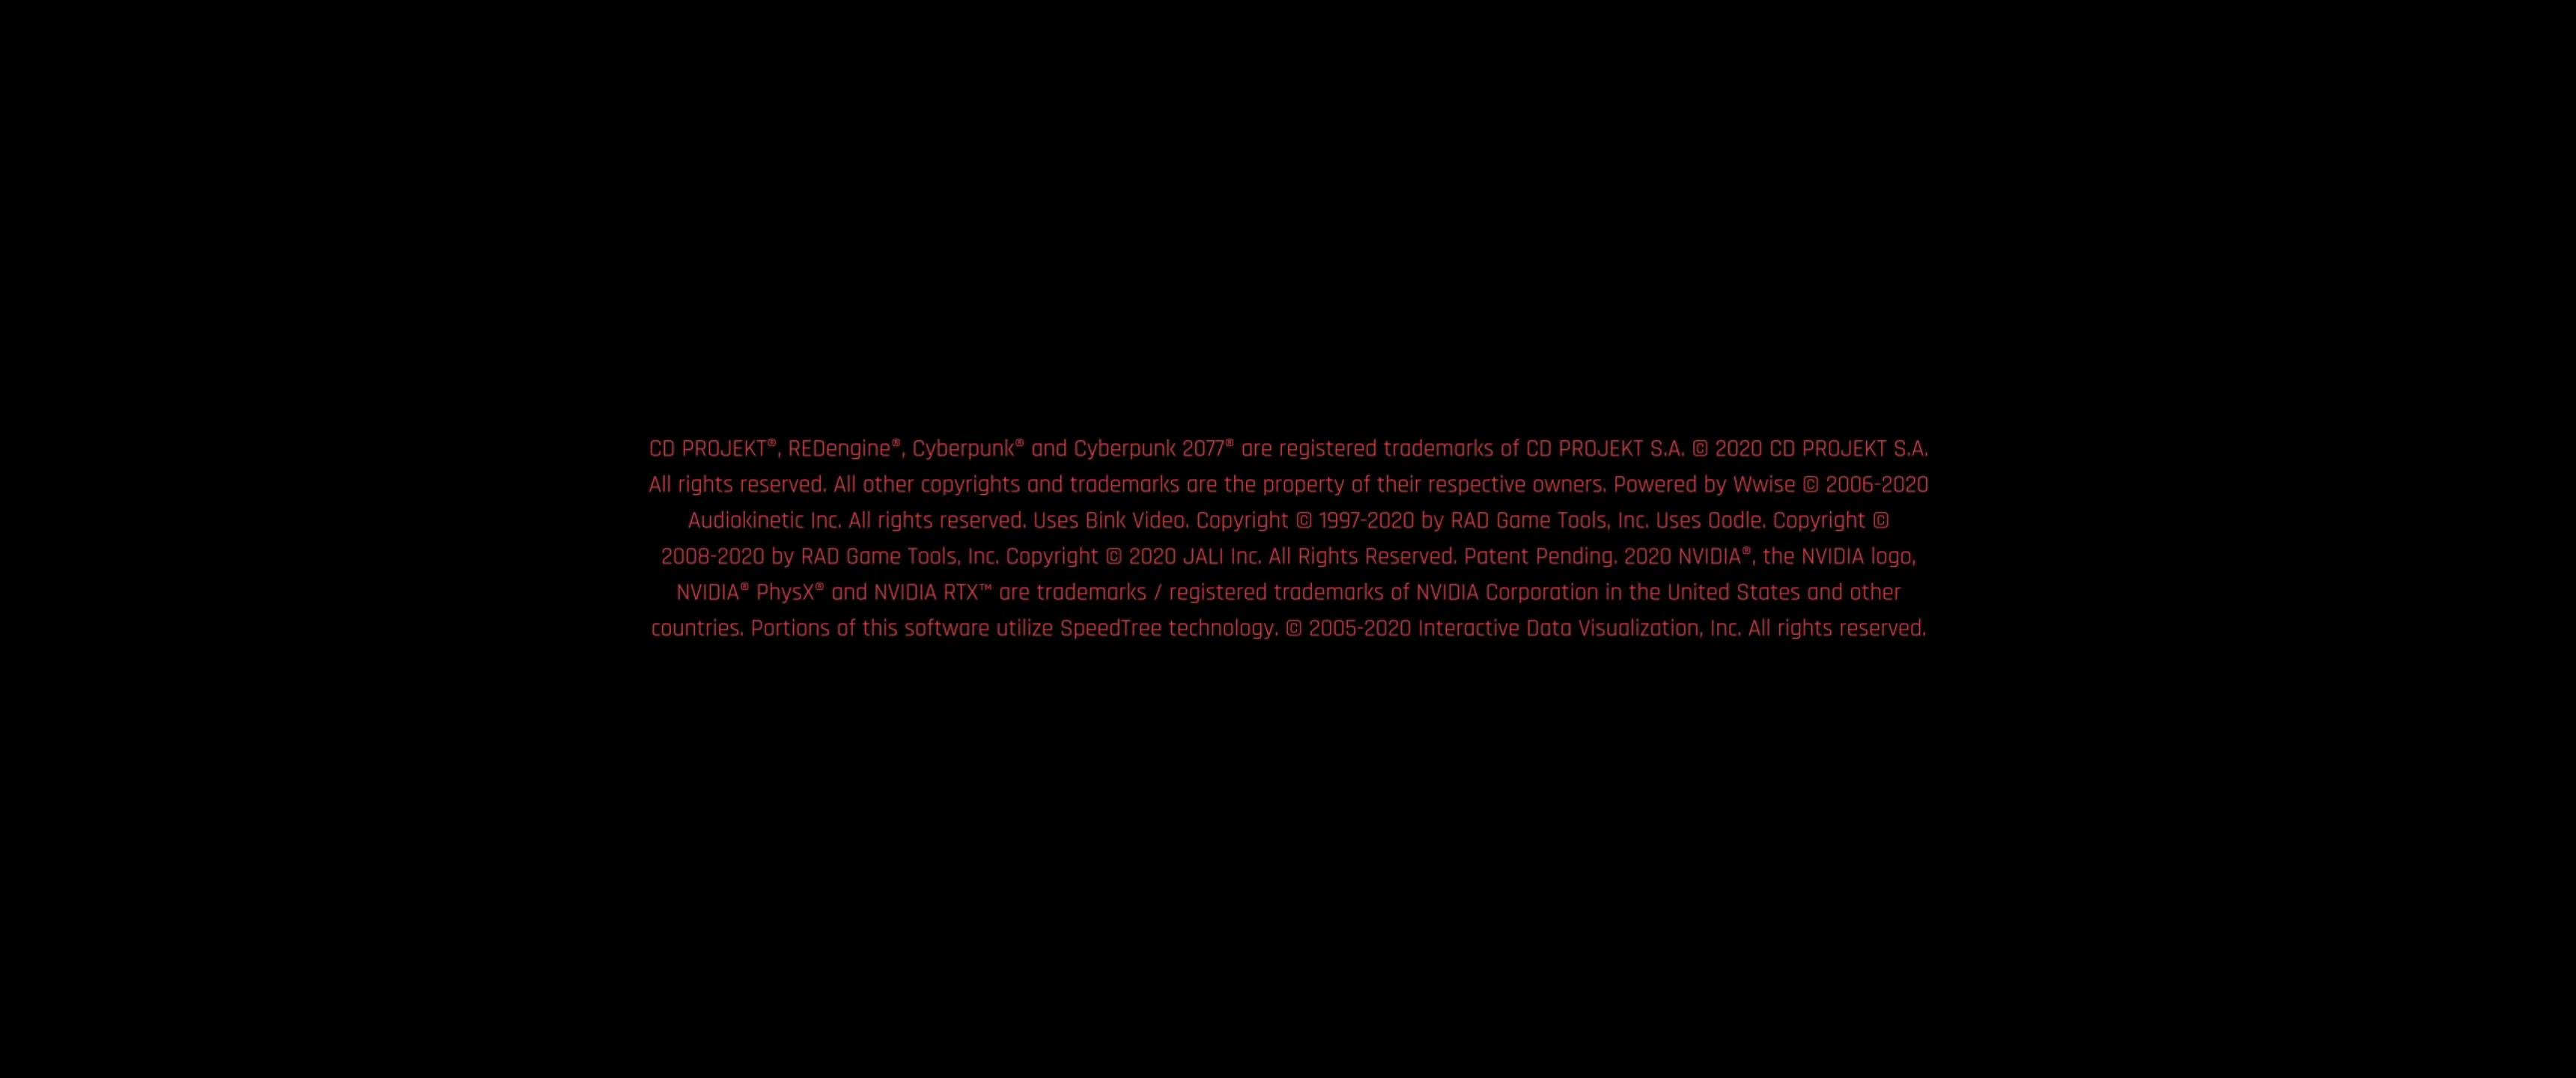 CD PROJEKT®, REDengine®, Cyberpunk® and Cyberpunk 2077® are registered trademarks of CD PROJEKT S.A. © 2020 CD PROJEKT S.A.
All rights reserved. All other copyrights and trademarks are the property of their respective owners. Powered by Wwise © 2006-2020
Audiokinetic Inc. All rights reserved. Uses Bink Video. Copyright © 1997-2020 by RAD Game Tools, Inc. Uses Oodle. Copyright ©
2008-2020 by RAD Game Tools, Inc. Copyright © 2020 JALI Inc. All Rights Reserved. Patent Pending. 2020 NVIDIA®, the NVIDIA logo,
NVIDIA® PhysX® and NVIDIA RTX™ are trademarks / registered trademarks of NVIDIA Corporation in the United States and other
countries. Portions of this software utilize SpeedTree technology. © 2005-2020 Interactive Data Visualization, Inc. All rights reserved.